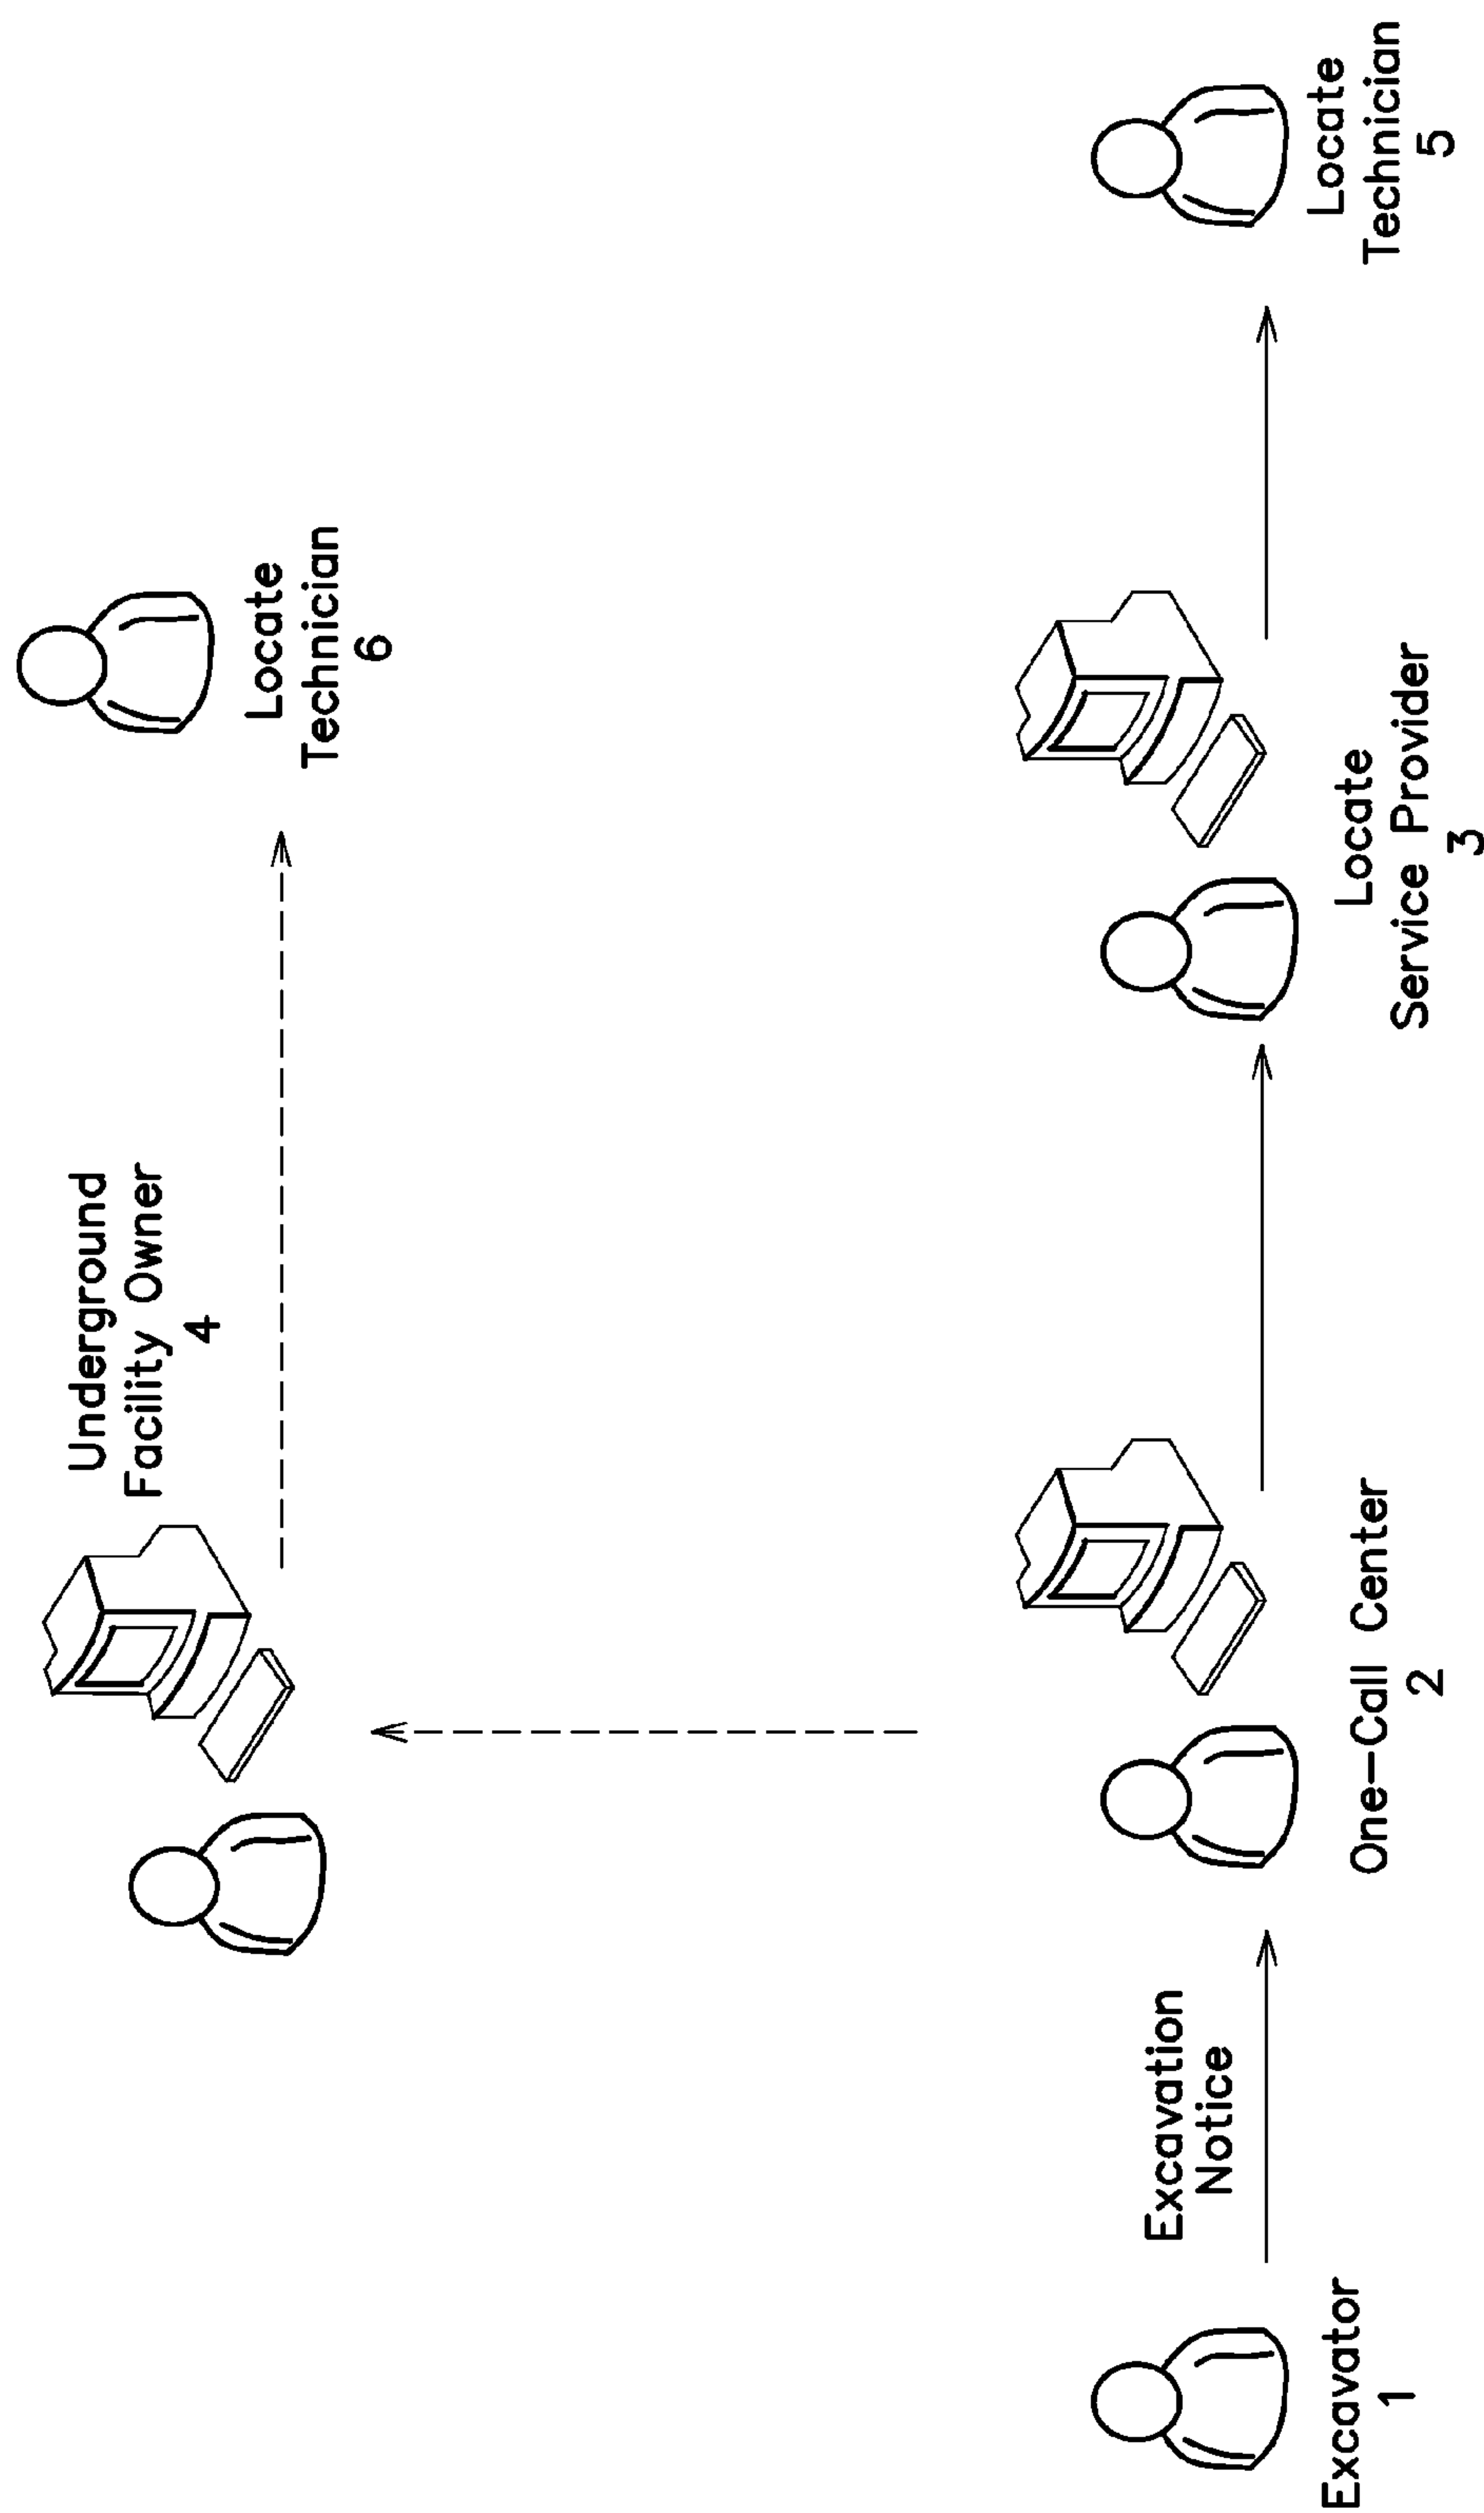 Underground
Facility Owner
4
Locate
Technician
6
Excavation
Notice
Excavator
1
One-Call Center
2
Locate
Service Provider
3
Locate
Technician
5